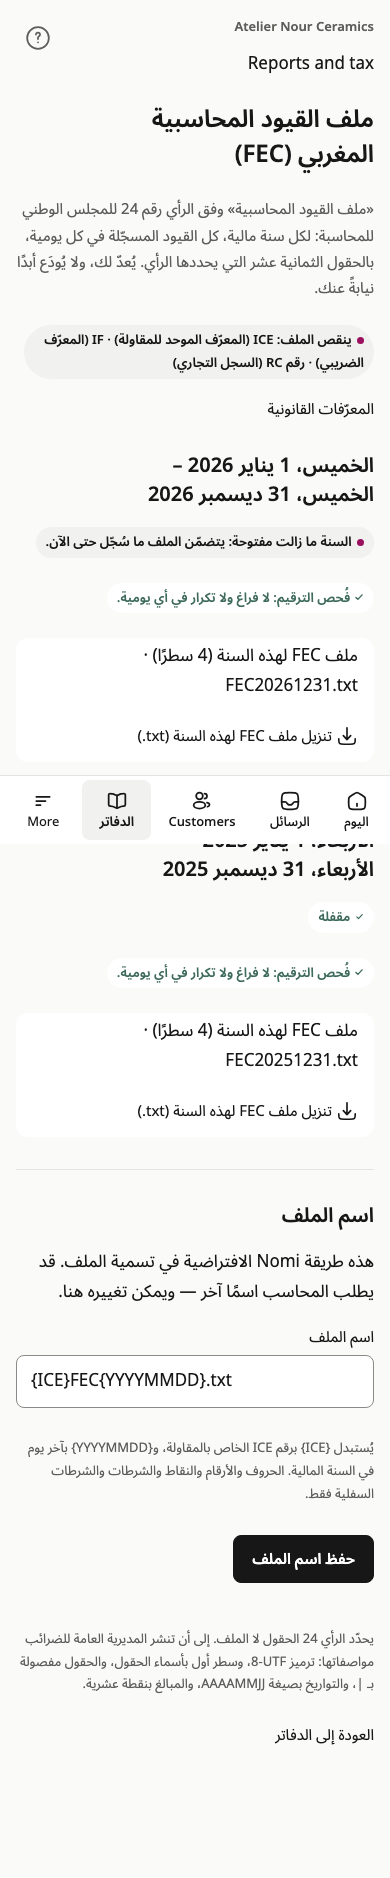 Atelier Nour Ceramics
Reports and tax
ملف القيود المحاسبية
المغربي (FEC)
«ملف القيود المحاسبية» وفق الرأي رقم 24 للمجلس الوطني
للمحاسبة: لكل سنة مالية، كل القيود المسجّلة في كل يومية،
بالحقول الثمانية عشر التي يحددها الرأي. يُعدّ لك، ولا يُودَع أبدًا
نيابةً عنك.
ينقص الملف: ICE (المعرّف الموحد للمقاولة) · IF (المعرّف
الضريبي) · رقم RC (السجل التجاري)
المعرّفات القانونية
الخميس، 1 يناير 2026 –
الخميس، 31 ديسمبر 2026
السنة ما زالت مفتوحة: يتضمّن الملف ما سُجّل حتى الآن.
فُحص الترقيم: لا فراغ ولا تكرار في أي يومية.
ملف FEC لهذه السنة (4 سطرًا) ·
FEC20261231.txt
تنزيل ملف FEC لهذه السنة (.txt)
اليوم
الرسائل
Customers
الدفاتر
More
الأربعاء، 31 ديسمبر 2025
مقفلة
فُحص الترقيم: لا فراغ ولا تكرار في أي يومية.
ملف FEC لهذه السنة (4 سطرًا) ·
FEC20251231.txt
تنزيل ملف FEC لهذه السنة (.txt)
اسم الملف
هذه طريقة Nomi الافتراضية في تسمية الملف. قد
يطلب المحاسب اسمًا آخر — ويمكن تغييره هنا.
اسم الملف
{ICE}FEC{YYYYMMDD}.txt
يُستبدل {ICE} برقم ICE الخاص بالمقاولة، و{YYYYMMDD} بآخر يوم
في السنة المالية. الحروف والأرقام والنقاط والشرطات والشرطات
السفلية فقط.
حفظ اسم الملف
يحدّد الرأي 24 الحقول لا الملف. إلى أن تنشر المديرية العامة للضرائب
مواصفاتها: ترميز UTF-8، وسطر أول بأسماء الحقول، والحقول مفصولة
بـ |، والتواريخ بصيغة AAAAMMJJ، والمبالغ بنقطة عشرية.
العودة إلى الدفاتر